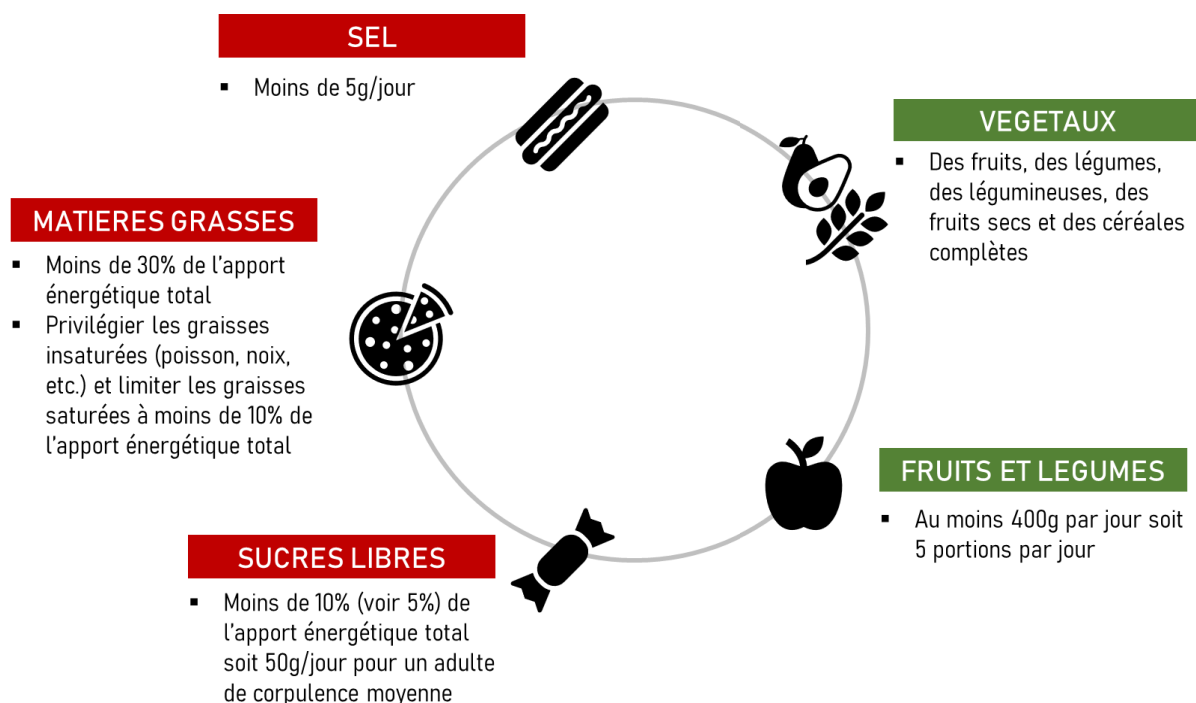 SEL
▪ Moins de 5g/jour
VEGETAUX
▪ Des fruits, des légumes,
des légumineuses, des
fruits secs et des céréales
complètes
MATIERES GRASSES
▪ Moins de 30% de l'apport
énergétique total
▪ Privilégier les graisses
insaturées (poisson, noix,
etc.) et limiter les graisses
saturées à moins de 10% de
l'apport énergétique total
FRUITS ET LEGUMES
▪ Au moins 400g par jour soit
5 portions par jour
SUCRES LIBRES
▪ Moins de 10% (voir 5%) de
l'apport énergétique total
soit 50g/jour pour un adulte
de corpulence moyenne